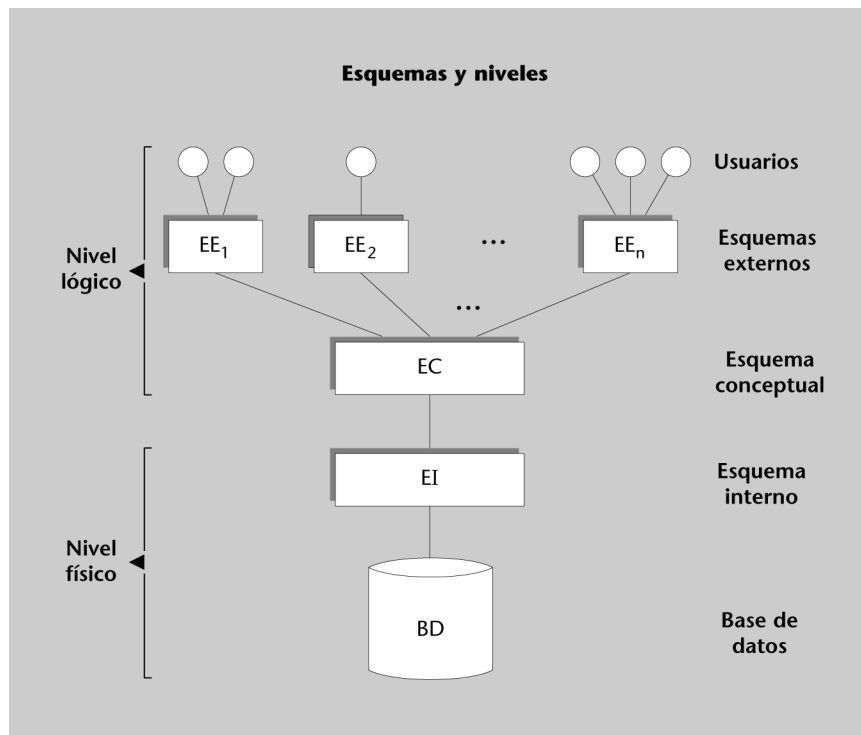 Esquemas y niveles
Usuarios
Nivel
lógico
EE1
EE2
...
EEn
Esquemas
externos
...
EC
Esquema
conceptual
Nivel
físico
EI
Esquema
interno
BD
Base de
datos